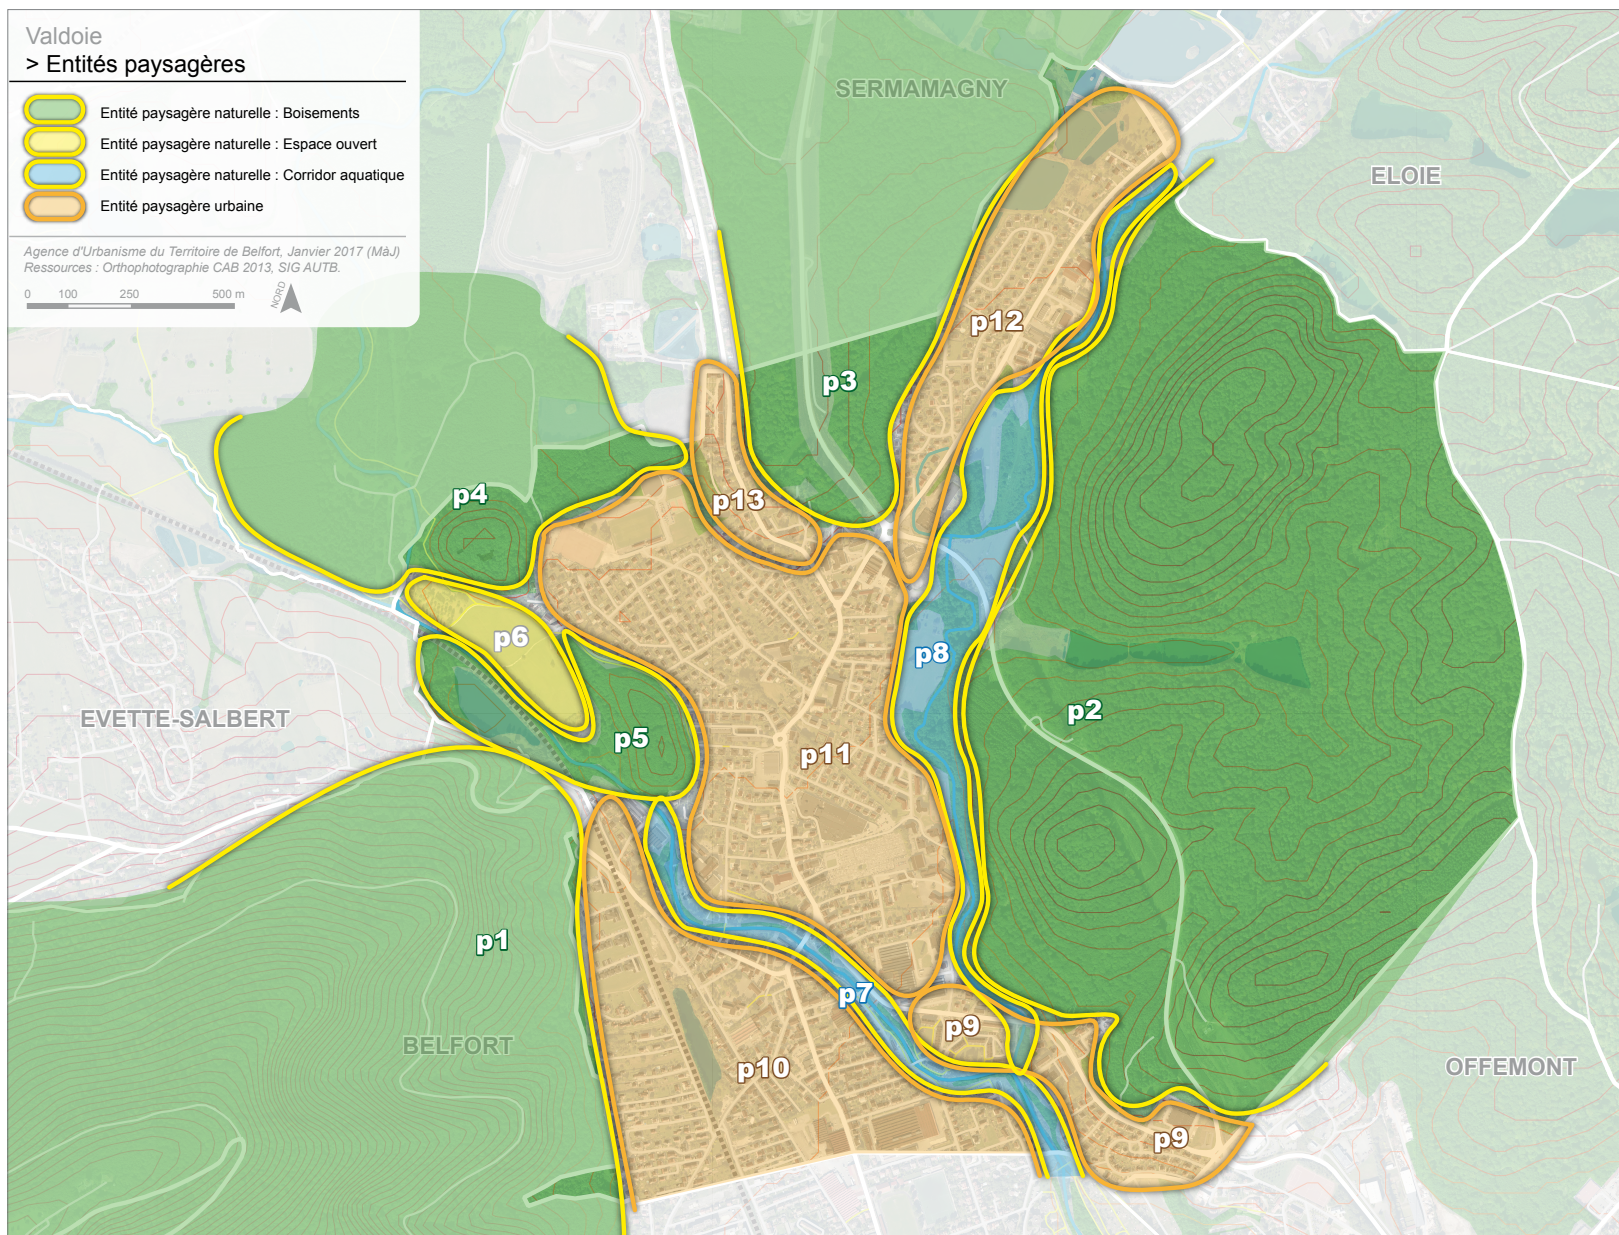 Valdoie
> Entités paysagères
Entité paysagère naturelle : Boisements
Entité paysagère naturelle : Espace ouvert
Entité paysagère naturelle : Corridor aquatique
Entité paysagère urbaine
Agence d'Urbanisme du Territoire de Belfort, Janvier 2017 (MàJ)
Ressources : Orthophotographie CAB 2013, SIG AUTB.
0 100 250 500 m
NORD
SERMAMAGNY
ELOIE
p12
p3
p4
p13
p6
p8
EVETTE-SALBERT
p5
p2
p11
p1
p7
p9
BELFORT
p10
OFFEMONT
p9